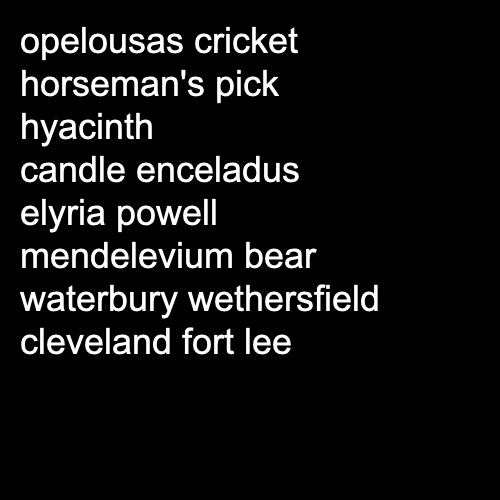 opelousas cricket
horseman's pick
hyacinth
candle enceladus
elyria powell
mendelevium bear
waterbury wethersfield
cleveland fort lee